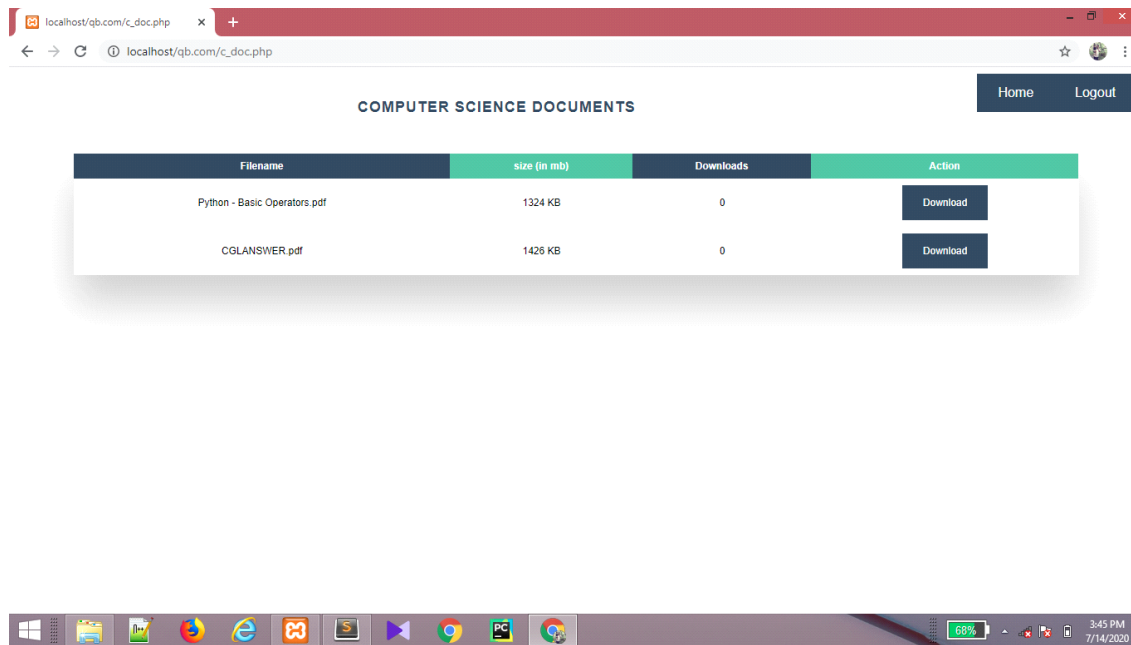 localhost/qb.com/c_doc.php
localhost/qb.com/c_doc.php
Home Logout
COMPUTER SCIENCE DOCUMENTS
Filename size (in mb) Downloads Action
Python - Basic Operators.pdf 1324 KB 0 Download
CGLANSWER.pdf 1426 KB 0 Download
68% 3:45 PM
7/14/2020